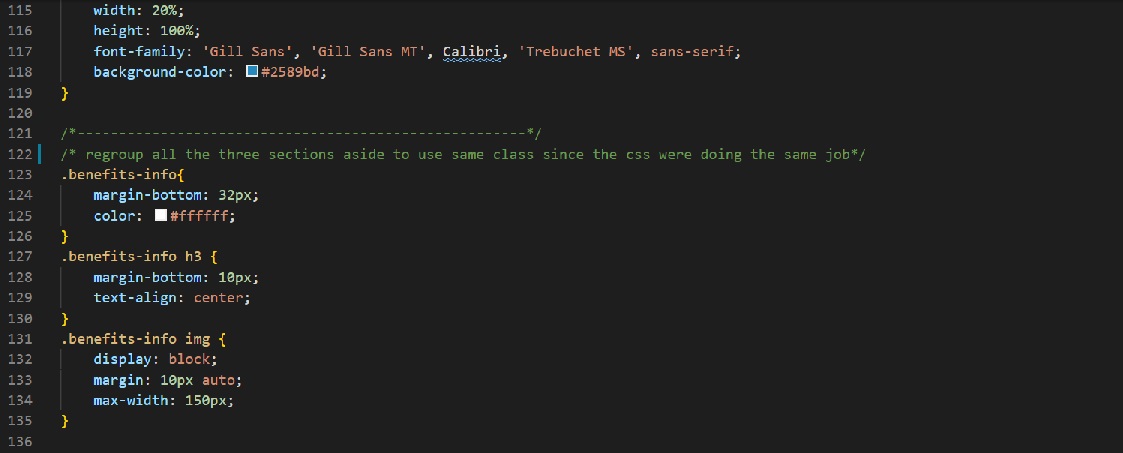 115 width: 20%;
116 height: 100%;
117 font-family: 'Gill Sans', 'Gill Sans MT', Calibri, 'Trebuchet MS', sans-serif;
118 background-color: #2589bd;
119 }
120
121 /*------------------------------------------------------*/
122 /* regroup all the three sections aside to use same class since the css were doing the same job*/
123 .benefits-info{
124 margin-bottom: 32px;
125 color: #ffffff;
126 }
127 .benefits-info h3 {
128 margin-bottom: 10px;
129 text-align: center;
130 }
131 .benefits-info img {
132 display: block;
133 margin: 10px auto;
134 max-width: 150px;
135 }
136